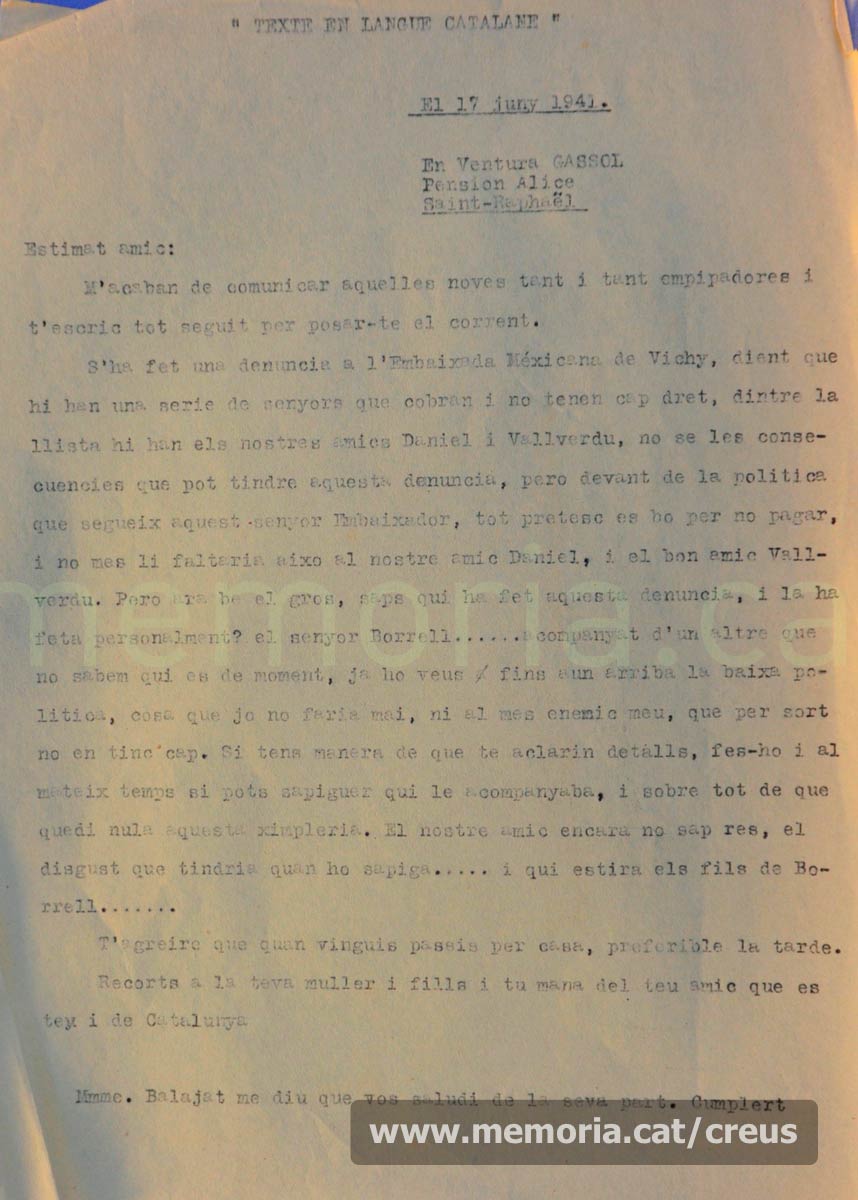 " TEXTE EN LANGUE CATALANE "
El 17 juny 1941.
En Ventura GASSOL
Pension Alice
Saint-Raphaël
Estimat amic:
M'acaban de comunicar aquelles noves tant i tant empipadores i
t'escric tot seguit per posar-te el corrent.
S'ha fet una denuncia a l'Embaixada Méxicana de Vichy, dient que
hi han una serie de senyors que cobran i no tenen cap dret, dintre la
llista hi han els nostres amics Daniel i Vallverdu, no se les conse-
cuencies que pot tindre aquesta denuncia, pero devant de la politica
que segueix aquest senyor Embaixador, tot pretesc es bo per no pagar,
i no mes li faltaria aixo al nostre amic Daniel, i el bon amic Vall-
verdu. Pero ara be el gros, saps qui ha fet aquesta denuncia, i la ha
feta personalment? el senyor Borrell......acompanyat d'un altre que
no sabem qui es de moment, ja ho veus / fins aun arriba la baixa po-
litica, cosa que jo no faria mai, ni al mes enemic meu, que per sort
no en tinc cap. Si tens manera de que te aclarin detalls, fes-ho i al
mateix temps si pots sapiguer qui le acompanyaba, i sobre tot de que
quedi nula aquesta ximpleria. El nostre amic encara no sap res, el
disgust que tindria quan ho sapiga..... i qui estira els fils de Bo-
rrell.......
T'agreire que quan vinguis passis per casa, preferible la tarde.
Recorts a la teva muller i fills i tu mana del teu amic que es
teu i de Catalunya
Mmme. Balajat me diu que vos saludi de la seva part. Cumplert
www.memoria.cat/creus
memoria.ca